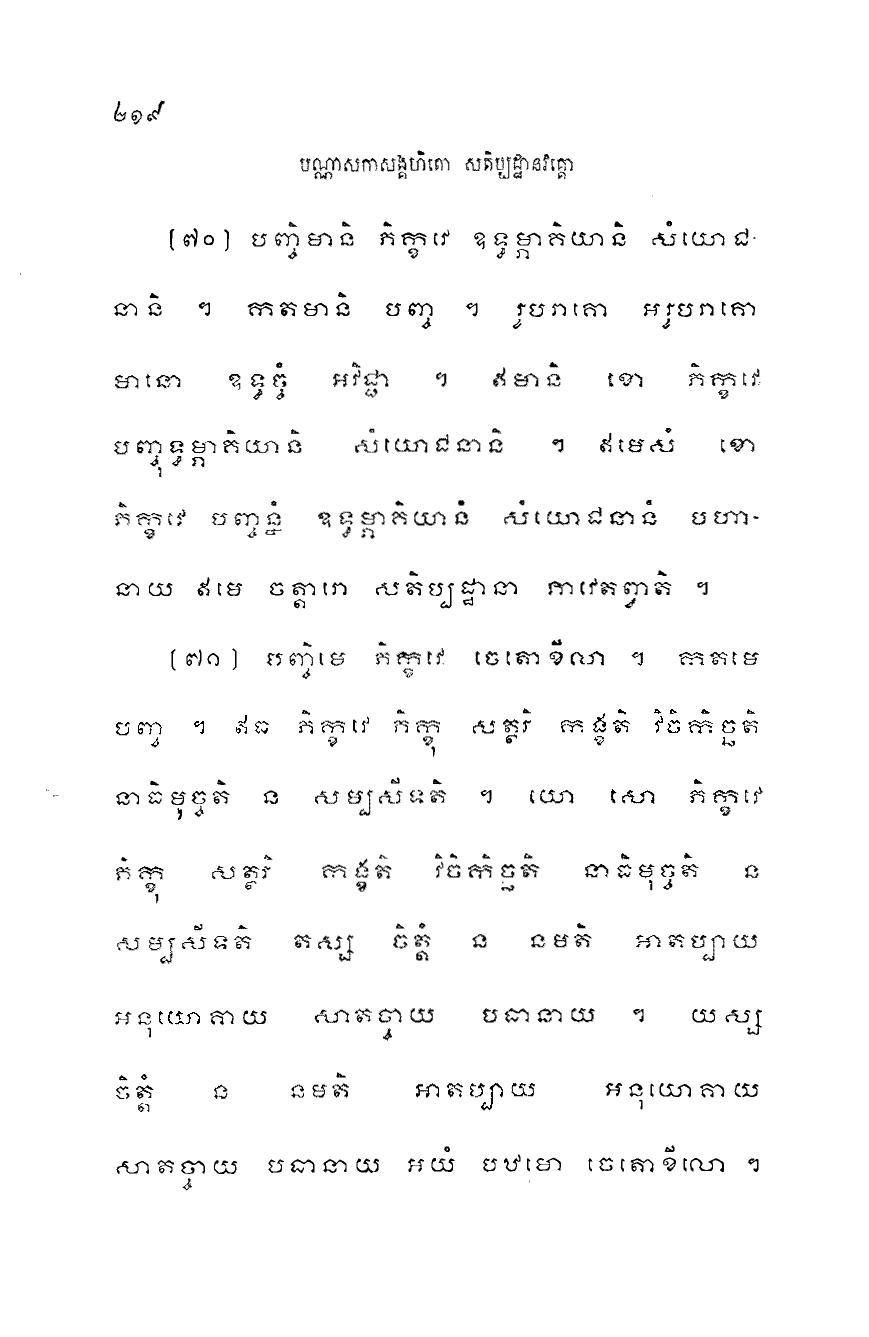 ២១៩
បណ្ណាសកាសង្គហិតោ សតិប្បដ្ឋានវគ្គោ
(៧០) បញ្ចិមានិ ភិក្ខវេ ឧទ្ធម្ភាគិយានិ សំយោជ-
នានិ ។ កតមានិ បញ្ច ។ រូបរាគោ អរូបរាគោ
មានោ ឧទ្ធច្ចំ អវិជ្ជា ។ ឥមានិ ខោ ភិក្ខវេ
បញ្ចុទ្ធម្ភាគិយានិ សំយោជនានិ ។ ឥមេសំ ខោ
ភិក្ខវេ បញ្ចន្នំ ឧទ្ធម្ភាគិយានំ សំយោជនានំ បហា-
នាយ ឥមេ ចត្តារោ សតិប្បដ្ឋានា ភាវេតព្វាតិ ។
(៧១) បញ្ចិមេ ភិក្ខវេ ចេតោខីលា ។ កតមេ
បញ្ច ។ ឥធ ភិក្ខវេ ភិក្ខុ សត្ថរិ កង្ខតិ វិចិកិច្ឆតិ
នាធិមុច្ចតិ ន សម្បសីទតិ ។ យោ សោ ភិក្ខវេ
ភិក្ខុ សត្ថរិ កង្ខតិ វិចិកិច្ឆតិ នាធិមុច្ចតិ ន
សម្បសីទតិ តស្ស ចិត្តំ ន នមតិ អាតប្បាយ
អនុយោគាយ សាតច្ចាយ បធានាយ ។ យស្ស
ចិត្តំ ន នមតិ អាតប្បាយ អនុយោគាយ
សាតច្ចាយ បធានាយ អយំ បឋមោ ចេតោខីលោ ។